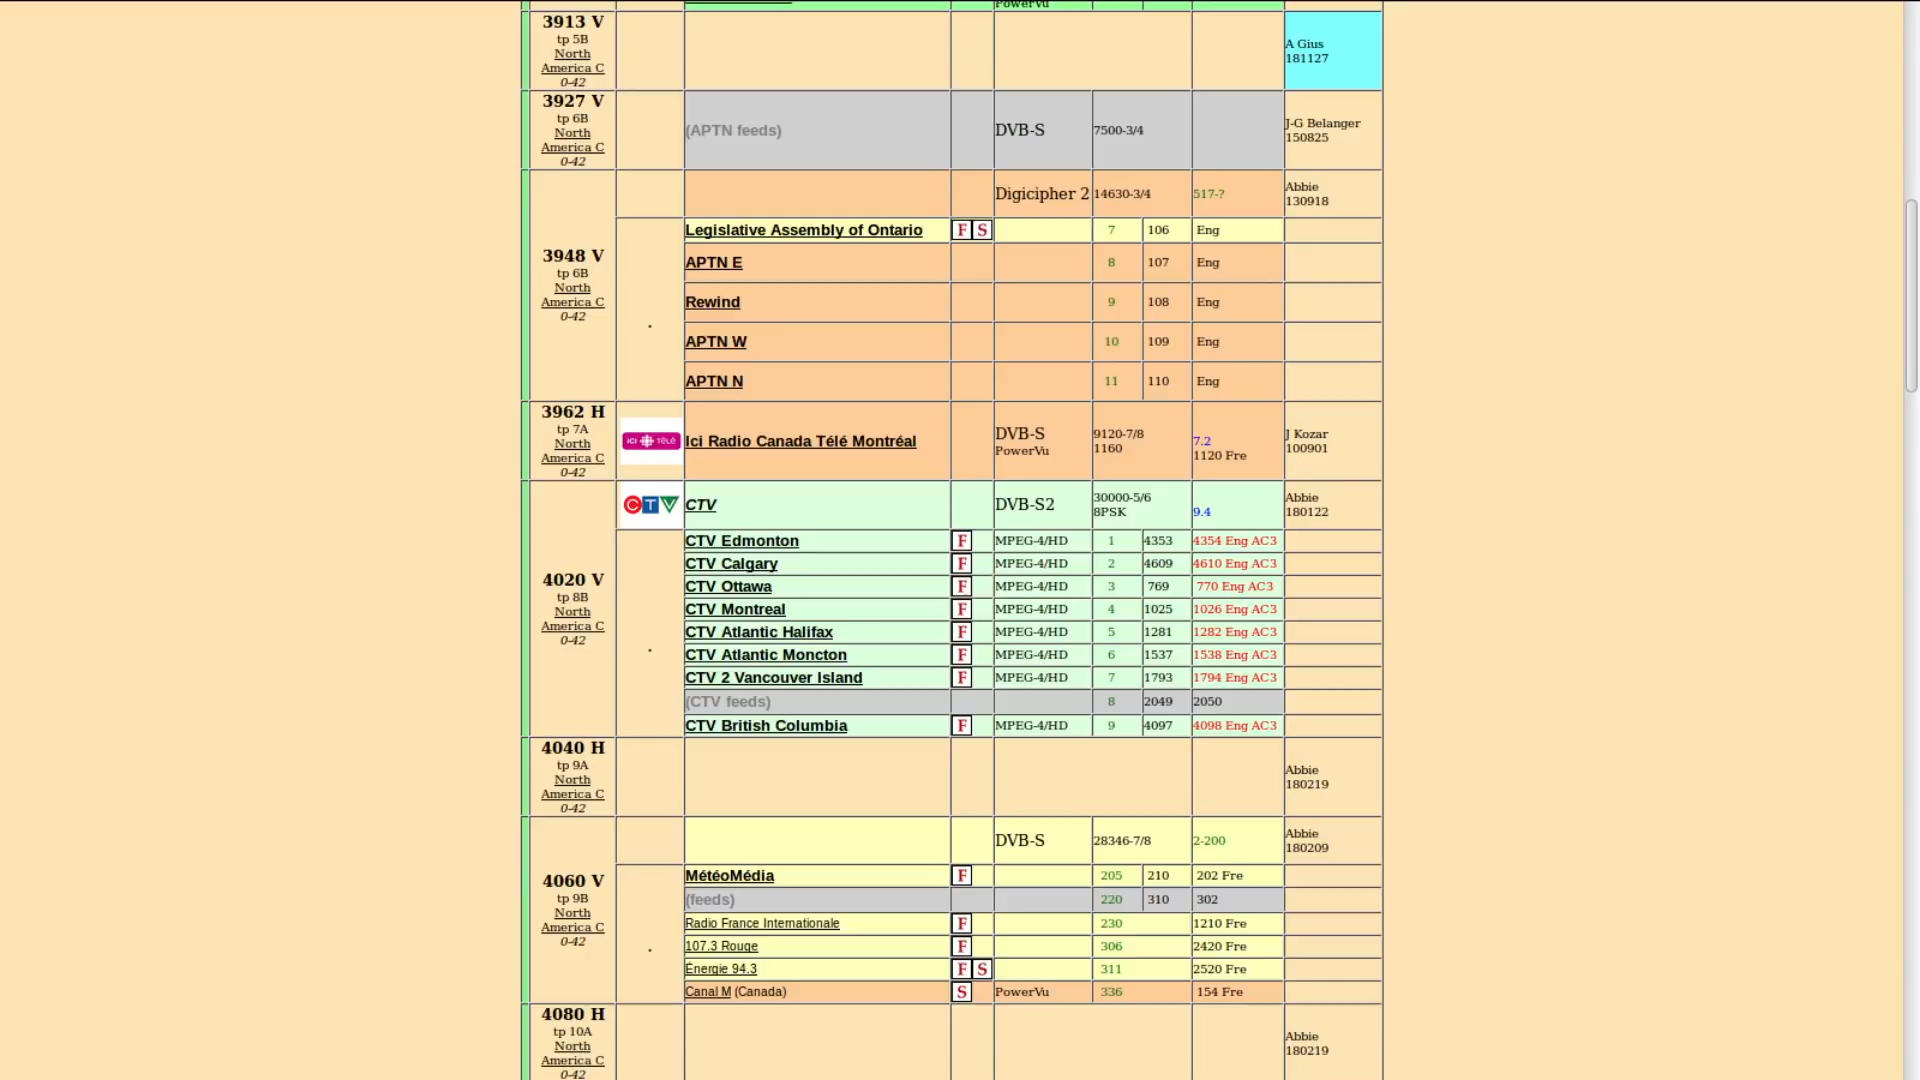 PowerVu
3913 V
tp 5B
North
America C
0-42
A Gius
181127
3927 V
tp 6B
North
America C
0-42
(APTN feeds)
DVB-S
7500-3/4
J-G Belanger
150825
3948 V
tp 6B
North
America C
0-42
Digicipher 2
14630-3/4
517-?
Abbie
130918
Legislative Assembly of Ontario F S 7 106 Eng
APTN E 8 107 Eng
Rewind 9 108 Eng
APTN W 10 109 Eng
.
APTN N 11 110 Eng
3962 H
tp 7A
North
America C
0-42
ICI TÉLÉ
Ici Radio Canada Télé Montréal
DVB-S
PowerVu
9120-7/8
1160
7.2
1120 Fre
J Kozar
100901
4020 V
tp 8B
North
America C
0-42
CTV
CTV
DVB-S2
30000-5/6
8PSK
9.4
Abbie
180122
CTV Edmonton F MPEG-4/HD 1 4353 4354 Eng AC3
CTV Calgary F MPEG-4/HD 2 4609 4610 Eng AC3
CTV Ottawa F MPEG-4/HD 3 769 770 Eng AC3
CTV Montreal F MPEG-4/HD 4 1025 1026 Eng AC3
CTV Atlantic Halifax F MPEG-4/HD 5 1281 1282 Eng AC3
.
CTV Atlantic Moncton F MPEG-4/HD 6 1537 1538 Eng AC3
CTV 2 Vancouver Island F MPEG-4/HD 7 1793 1794 Eng AC3
(CTV feeds) 8 2049 2050
CTV British Columbia F MPEG-4/HD 9 4097 4098 Eng AC3
4040 H
tp 9A
North
America C
0-42
Abbie
180219
4060 V
tp 9B
North
America C
0-42
DVB-S
28346-7/8
2-200
Abbie
180209
MétéoMédia F 205 210 202 Fre
(feeds) 220 310 302
Radio France Internationale F 230 1210 Fre
107.3 Rouge F 306 2420 Fre
.
Énergie 94.3 F S 311 2520 Fre
Canal M (Canada) S PowerVu 336 154 Fre
4080 H
tp 10A
North
America C
0-42
Abbie
180219